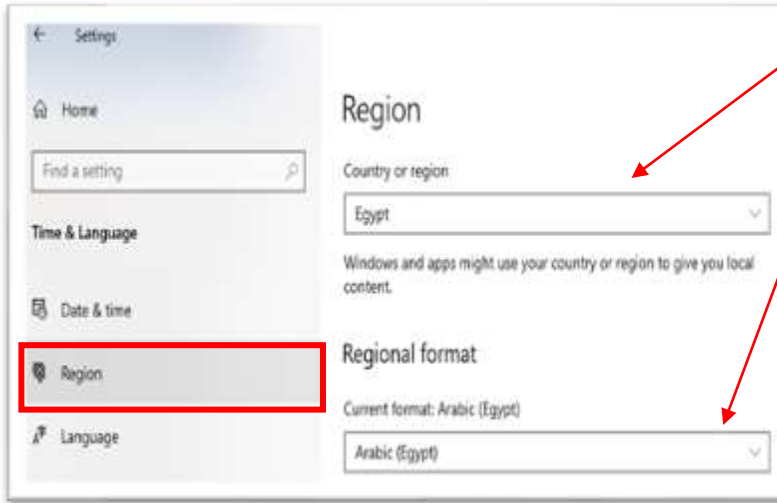 Settings
Home
Find a setting
Time & Language
Date & time
Region
Language
Region
Country or region
Egypt
Windows and apps might use your country or region to give you local
content.
Regional format
Current format: Arabic (Egypt)
Arabic (Egypt)